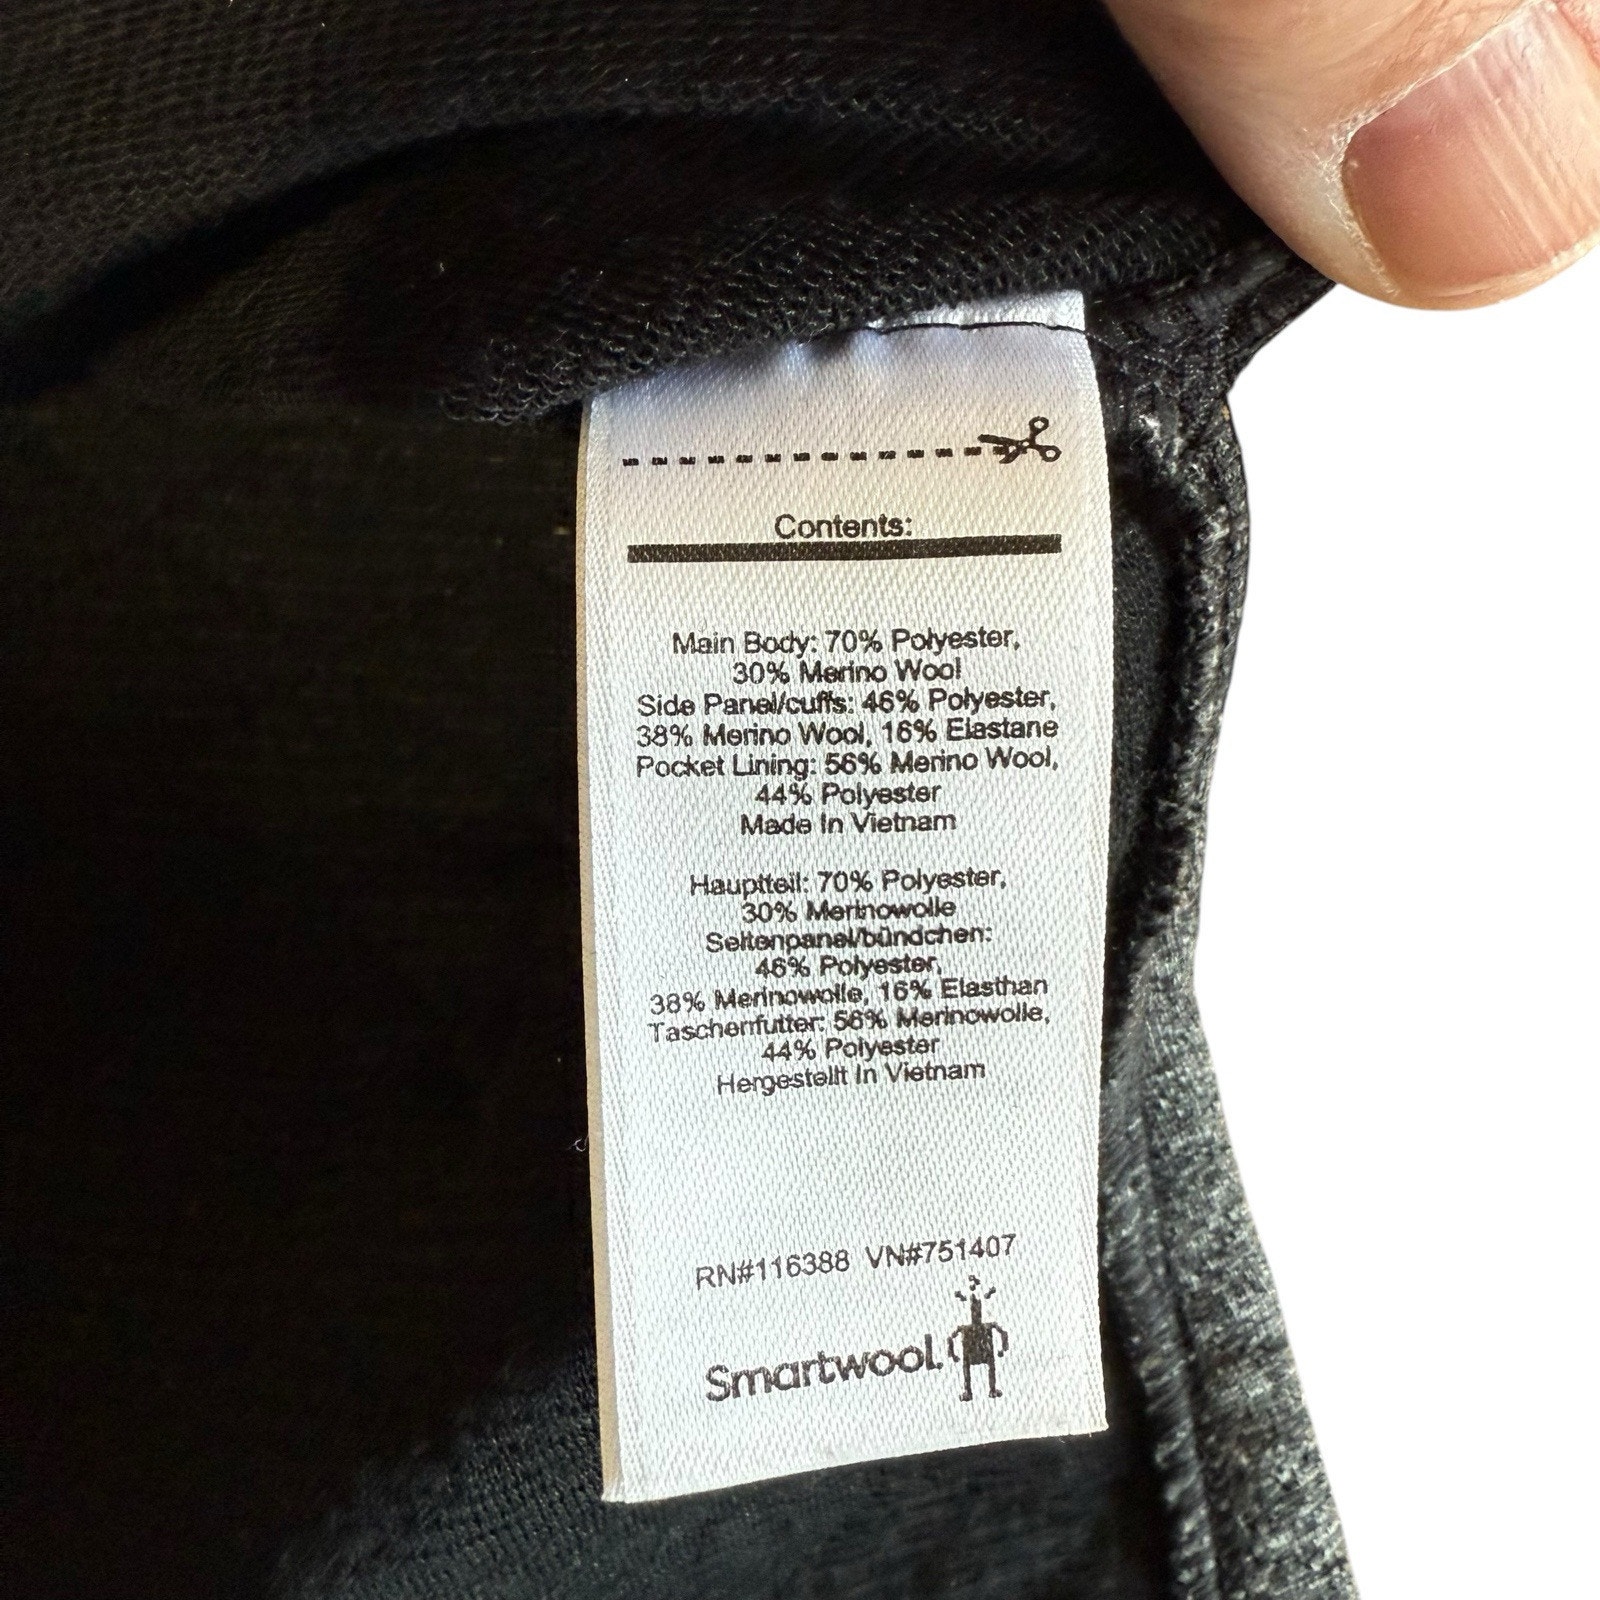 Contents:
Main Body: 70% Polyester,
30% Merino Wool
Side Panel/cuffs: 46% Polyester,
38% Merino Wool, 16% Elastane
Pocket Lining: 56% Merino Wool,
44% Polyester
Made In Vietnam
Hauptteil: 70% Polyester,
30% Merinowolle
Seitenpanel/bündchen:
46% Polyester,
38% Merinowolle, 16% Elasthan
Taschenfutter: 56% Merinowolle,
44% Polyester
Hergestellt In Vietnam
RN#116388 VN#751407
Smartwool.